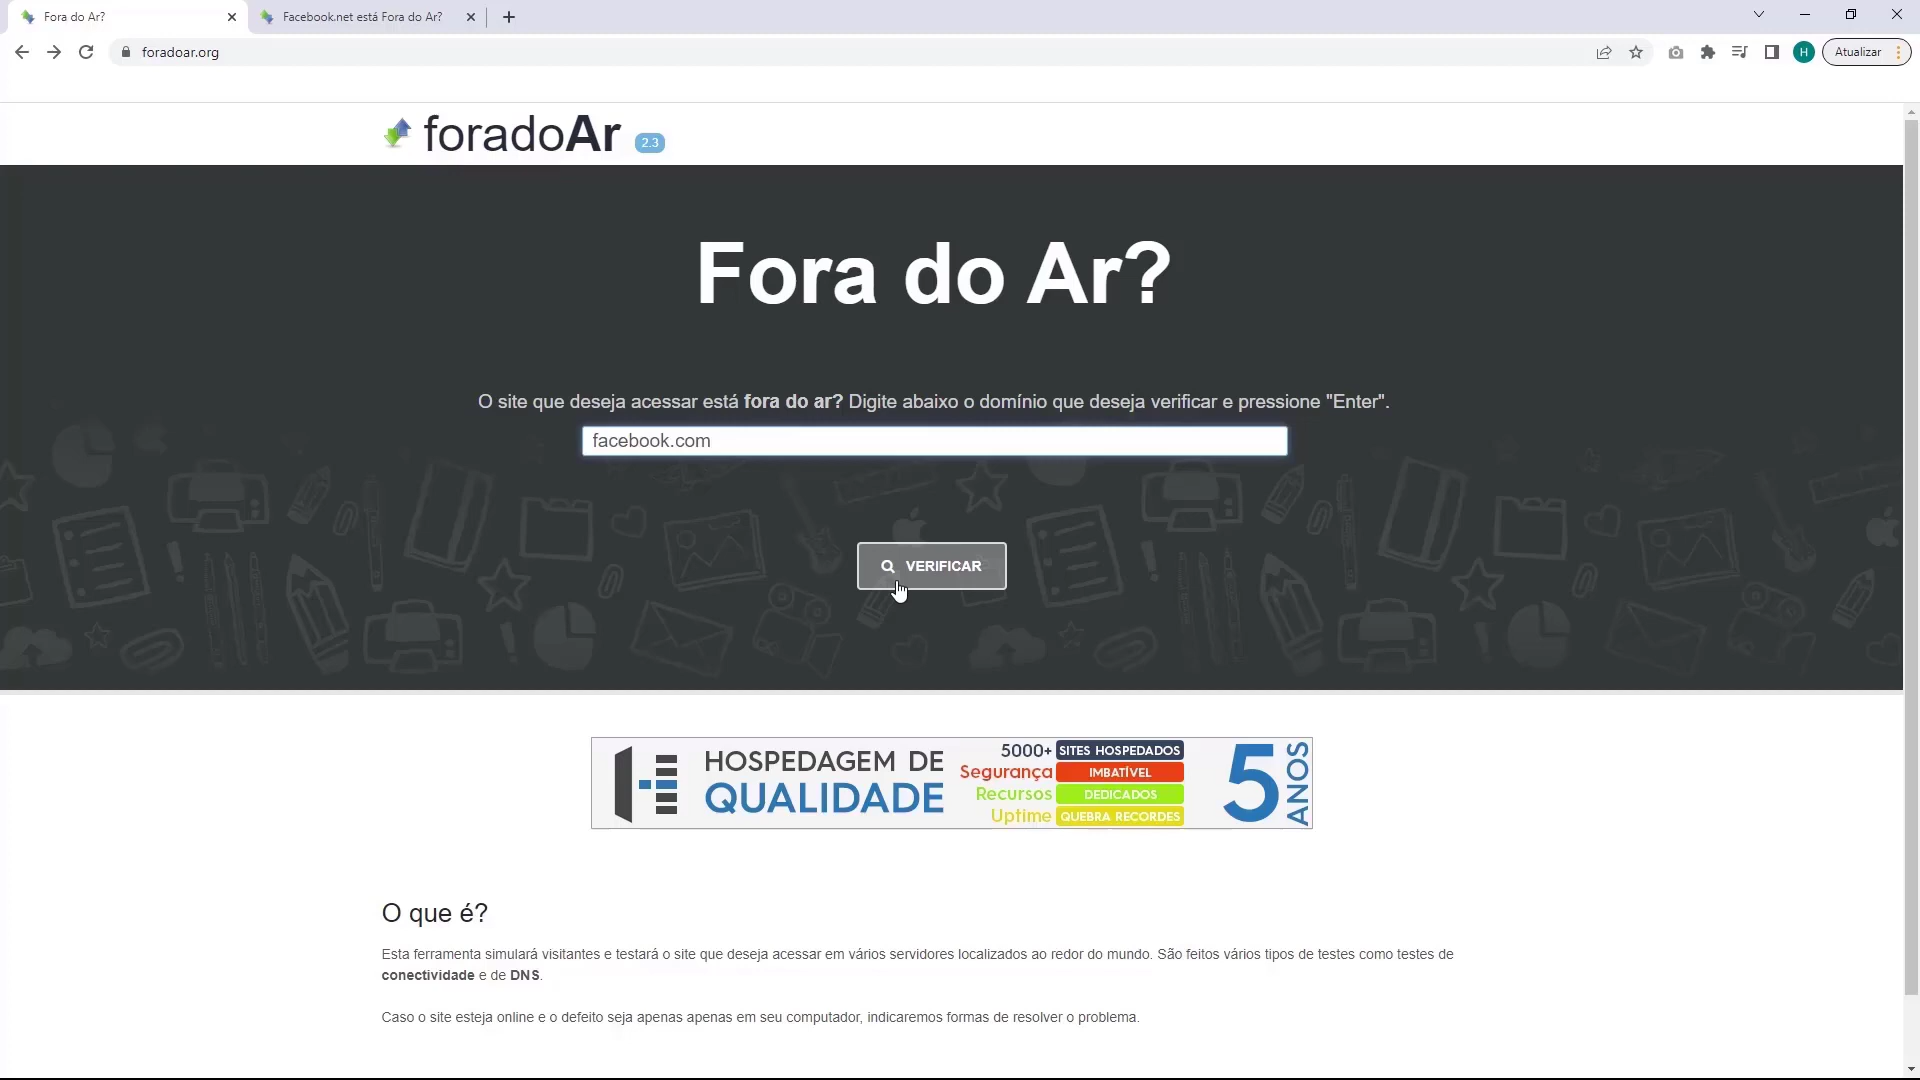 Fora do Ar?
Facebook.net está Fora do Ar?
foradoar.org
H
Atualizar
foradoAr 2.3
Fora do Ar?
O site que deseja acessar está fora do ar? Digite abaixo o domínio que deseja verificar e pressione "Enter".
facebook.com
VERIFICAR
HOSPEDAGEM DE
QUALIDADE
5000+ SITES HOSPEDADOS
Segurança IMBATÍVEL
Recursos DEDICADOS
Uptime QUEBRA RECORDES
5 ANOS
O que é?
Esta ferramenta simulará visitantes e testará o site que deseja acessar em vários servidores localizados ao redor do mundo. São feitos vários tipos de testes como testes de
conectividade e de DNS.
Caso o site esteja online e o defeito seja apenas apenas em seu computador, indicaremos formas de resolver o problema.